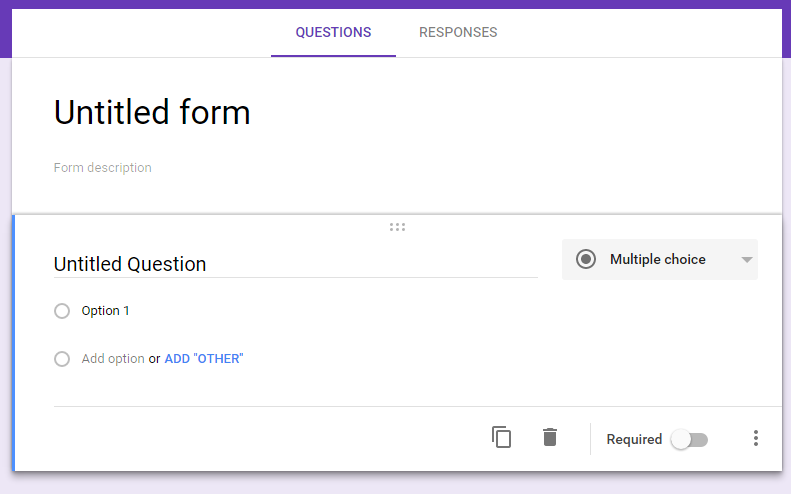 QUESTIONS RESPONSES
Untitled form
Form description
Untitled Question
Multiple choice
Option 1
Add option or ADD "OTHER"
Required